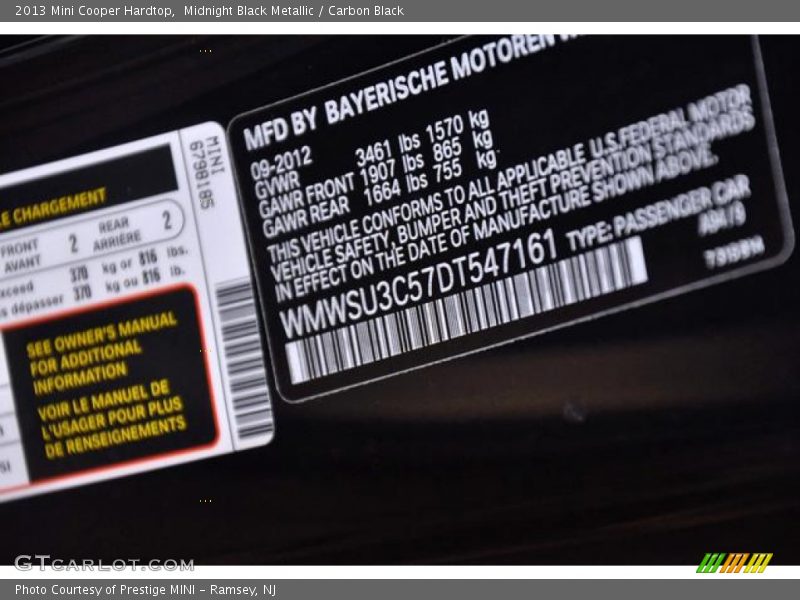 2013 Mini Cooper Hardtop, Midnight Black Metallic / Carbon Black
MFD BY BAYERISCHE MOTOREN
09-2012
GVWR 3461 lbs 1570 kg
GAWR FRONT 1907 lbs 865 kg
GAWR REAR 1664 lbs 755 kg
THIS VEHICLE CONFORMS TO ALL APPLICABLE U.S.FEDERAL MOTOR
VEHICLE SAFETY, BUMPER AND THEFT PREVENTION STANDARDS
IN EFFECT ON THE DATE OF MANUFACTURE SHOWN ABOVE.
WMWSU3C57DT547161 TYPE: PASSENGER CAR
MINI
6798185
LE CHARGEMENT
FRONT 2 REAR 2
AVANT ARRIÈRE
xceed 370 kg or 816 lbs.
s dépasser 370 kg ou 816 lb.
SEE OWNER'S MANUAL
FOR ADDITIONAL
INFORMATION
VOIR LE MANUEL DE
L'USAGER POUR PLUS
DE RENSEIGNEMENTS
GTCARLOT.COM
Photo Courtesy of Prestige MINI - Ramsey, NJ